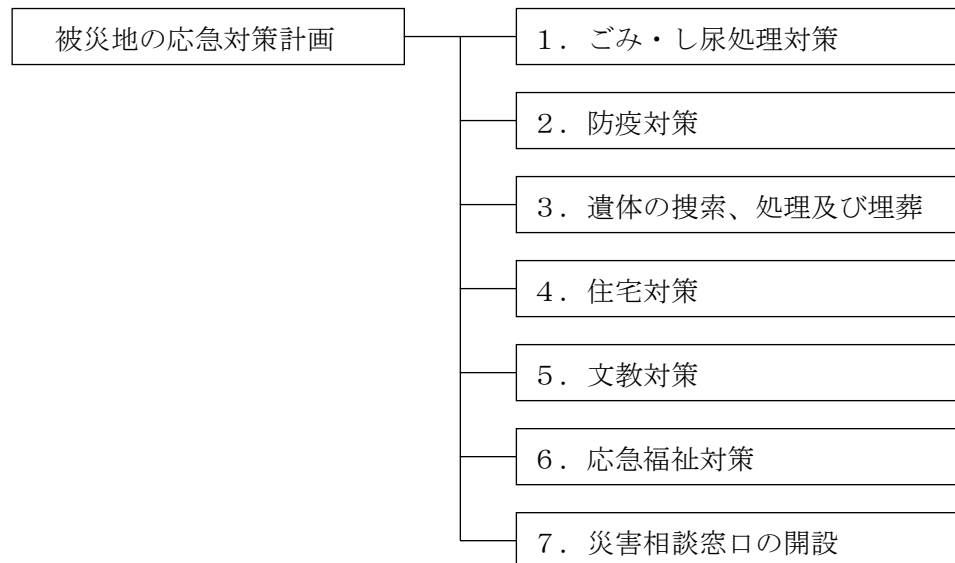 被災地の応急対策計画
１．ごみ・し尿処理対策
２．防疫対策
３．遺体の捜索、処理及び埋葬
４．住宅対策
５．文教対策
６．応急福祉対策
７．災害相談窓口の開設